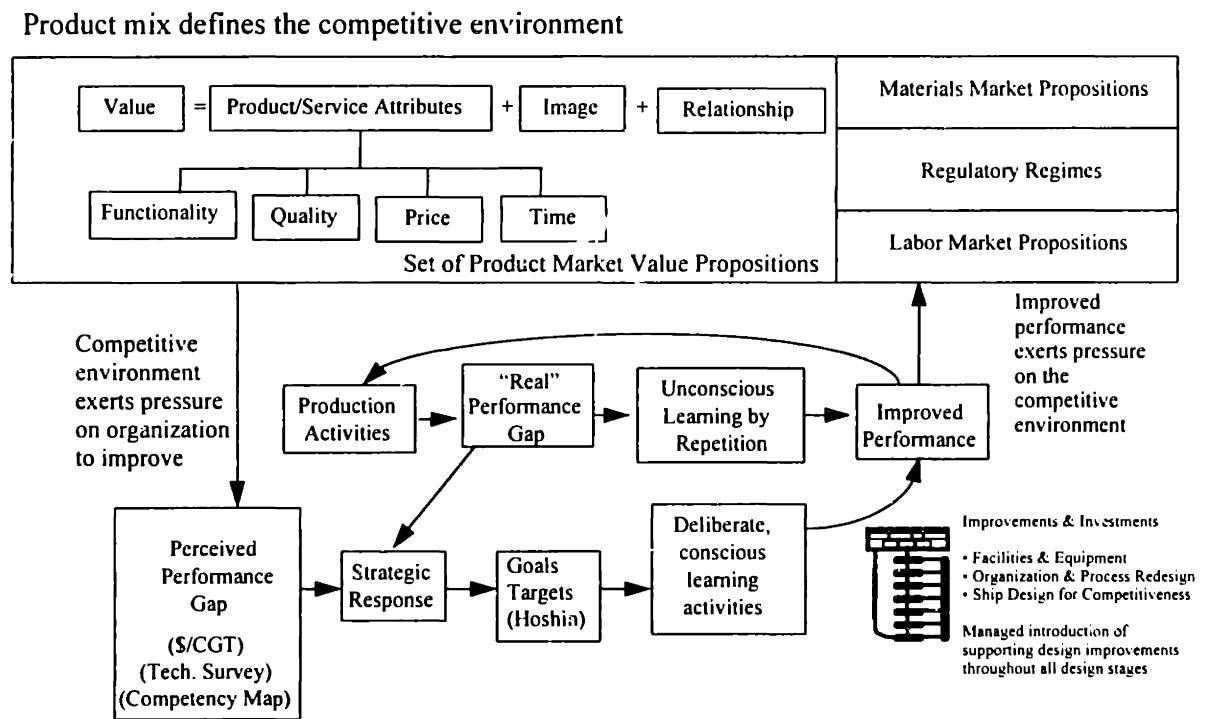 Product mix defines the competitive environment
Value = Product/Service Attributes + Image + Relationship
Functionality Quality Price Time
Set of Product Market Value Propositions
Materials Market Propositions
Regulatory Regimes
Labor Market Propositions
Competitive
environment
exerts pressure
on organization
to improve
Improved
performance
exerts pressure
on the
competitive
environment
Production
Activities
“Real”
Performance
Gap
Unconscious
Learning by
Repetition
Improved
Performance
Perceived
Performance
Gap
($/CGT)
(Tech. Survey)
(Competency Map)
Strategic
Response
Goals
Targets
(Hoshin)
Deliberate,
conscious
learning
activities
Improvements & Investments
• Facilities & Equipment
• Organization & Process Redesign
• Ship Design for Competitiveness
Managed introduction of
supporting design improvements
throughout all design stages